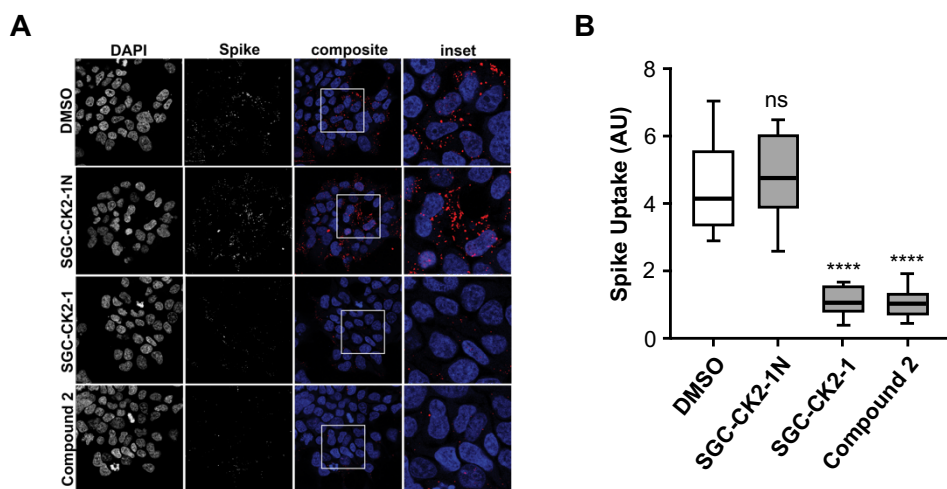 A
DAPI Spike composite inset
DMSO
SGC-CK2-1N
SGC-CK2-1
Compound 2
B
Spike Uptake (AU)
8
6
4
2
0
ns
****
****
DMSO
SGC-CK2-1N
SGC-CK2-1
Compound 2